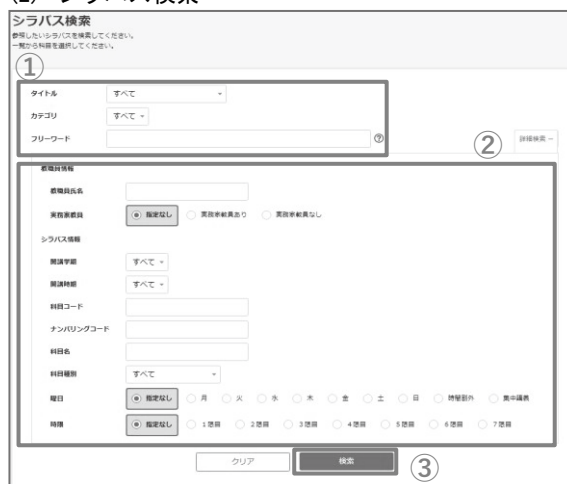 (2) シラバス検索
シラバス検索
参照したいシラバスを検索してください。
一覧から科目を選択してください。
①
タイトル すべて
カテゴリ すべて
フリーワード
② 詳細検索 −
教職員情報
教職員氏名
実務家教員 指定なし 実務家教員あり 実務家教員なし
シラバス情報
開講学期 すべて
開講時期 すべて
科目コード
ナンバリングコード
科目名
科目種別 すべて
曜日 指定なし 月 火 水 木 金 土 日 時間割外 集中講義
時限 指定なし 1限目 2限目 3限目 4限目 5限目 6限目 7限目
クリア 検索 ③